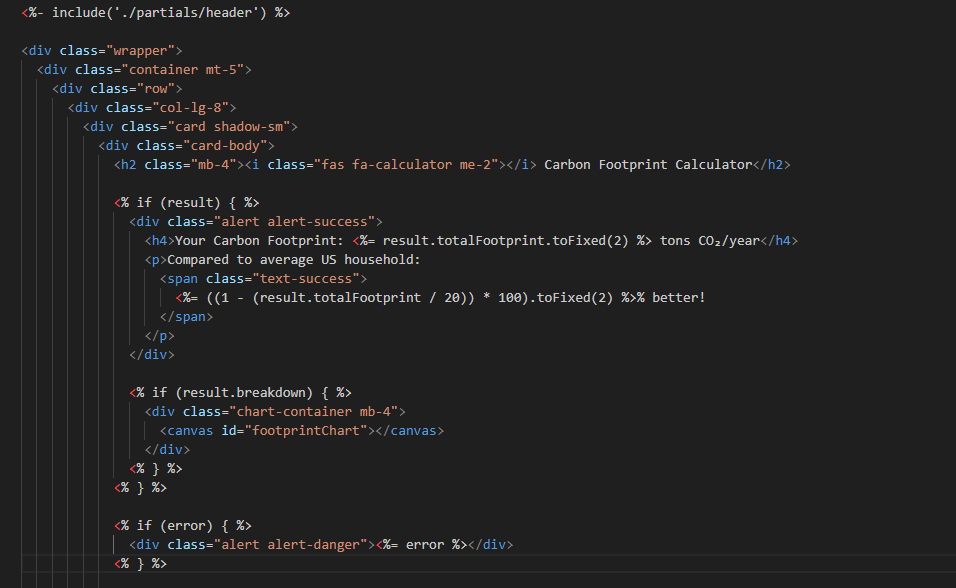 <%- include('./partials/header') %>
<div class="wrapper">
<div class="container mt-5">
<div class="row">
<div class="col-lg-8">
<div class="card shadow-sm">
<div class="card-body">
<h2 class="mb-4"><i class="fas fa-calculator me-2"></i> Carbon Footprint Calculator</h2>
<% if (result) { %>
<div class="alert alert-success">
<h4>Your Carbon Footprint: <%= result.totalFootprint.toFixed(2) %> tons CO₂/year</h4>
<p>Compared to average US household:
<span class="text-success">
<%= ((1 - (result.totalFootprint / 20)) * 100).toFixed(2) %>% better!
</span>
</p>
</div>
<% if (result.breakdown) { %>
<div class="chart-container mb-4">
<canvas id="footprintChart"></canvas>
</div>
<% } %>
<% } %>
<% if (error) { %>
<div class="alert alert-danger"><%= error %></div>
<% } %>